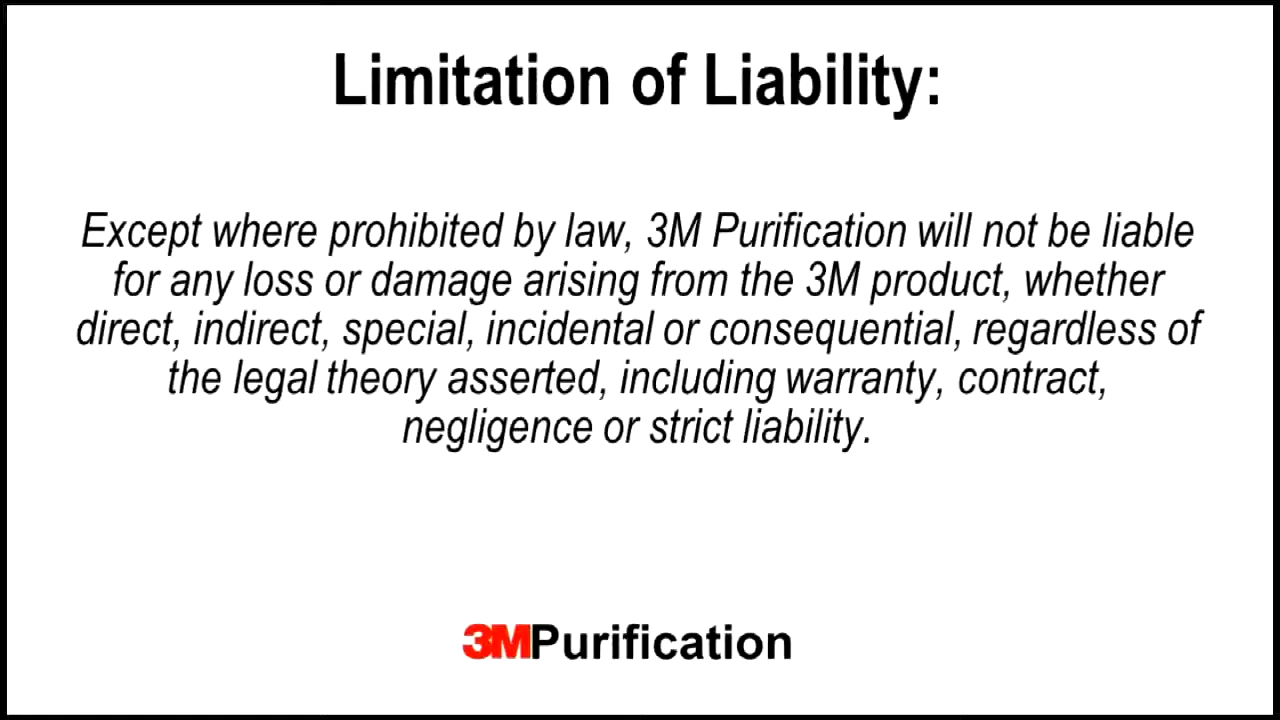 Limitation of Liability:
Except where prohibited by law, 3M Purification will not be liable
for any loss or damage arising from the 3M product, whether
direct, indirect, special, incidental or consequential, regardless of
the legal theory asserted, including warranty, contract,
negligence or strict liability.
3MPurification